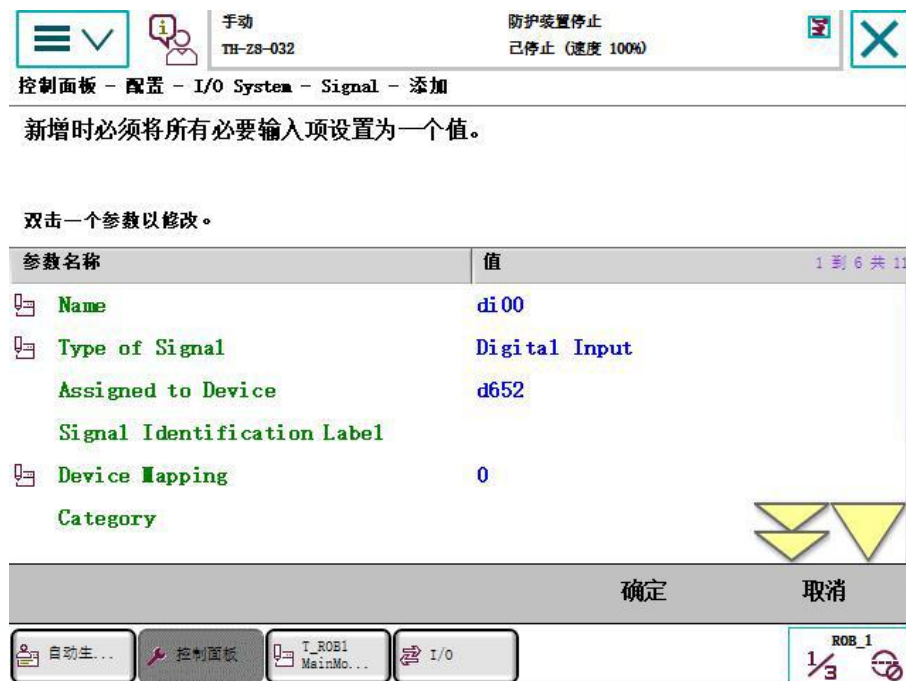 手动
TH-ZS-032
防护装置停止
已停止 (速度 100%)
控制面板 - 配置 - I/O System - Signal - 添加
新增时必须将所有必要输入项设置为一个值。
双击一个参数以修改。
参数名称 值 1 到 6 共 11
Name di00
Type of Signal Digital Input
Assigned to Device d652
Signal Identification Label
Device Mapping 0
Category
确定 取消
自动生...
控制面板
T_ROB1
MainMo...
I/O
ROB_1
1/3